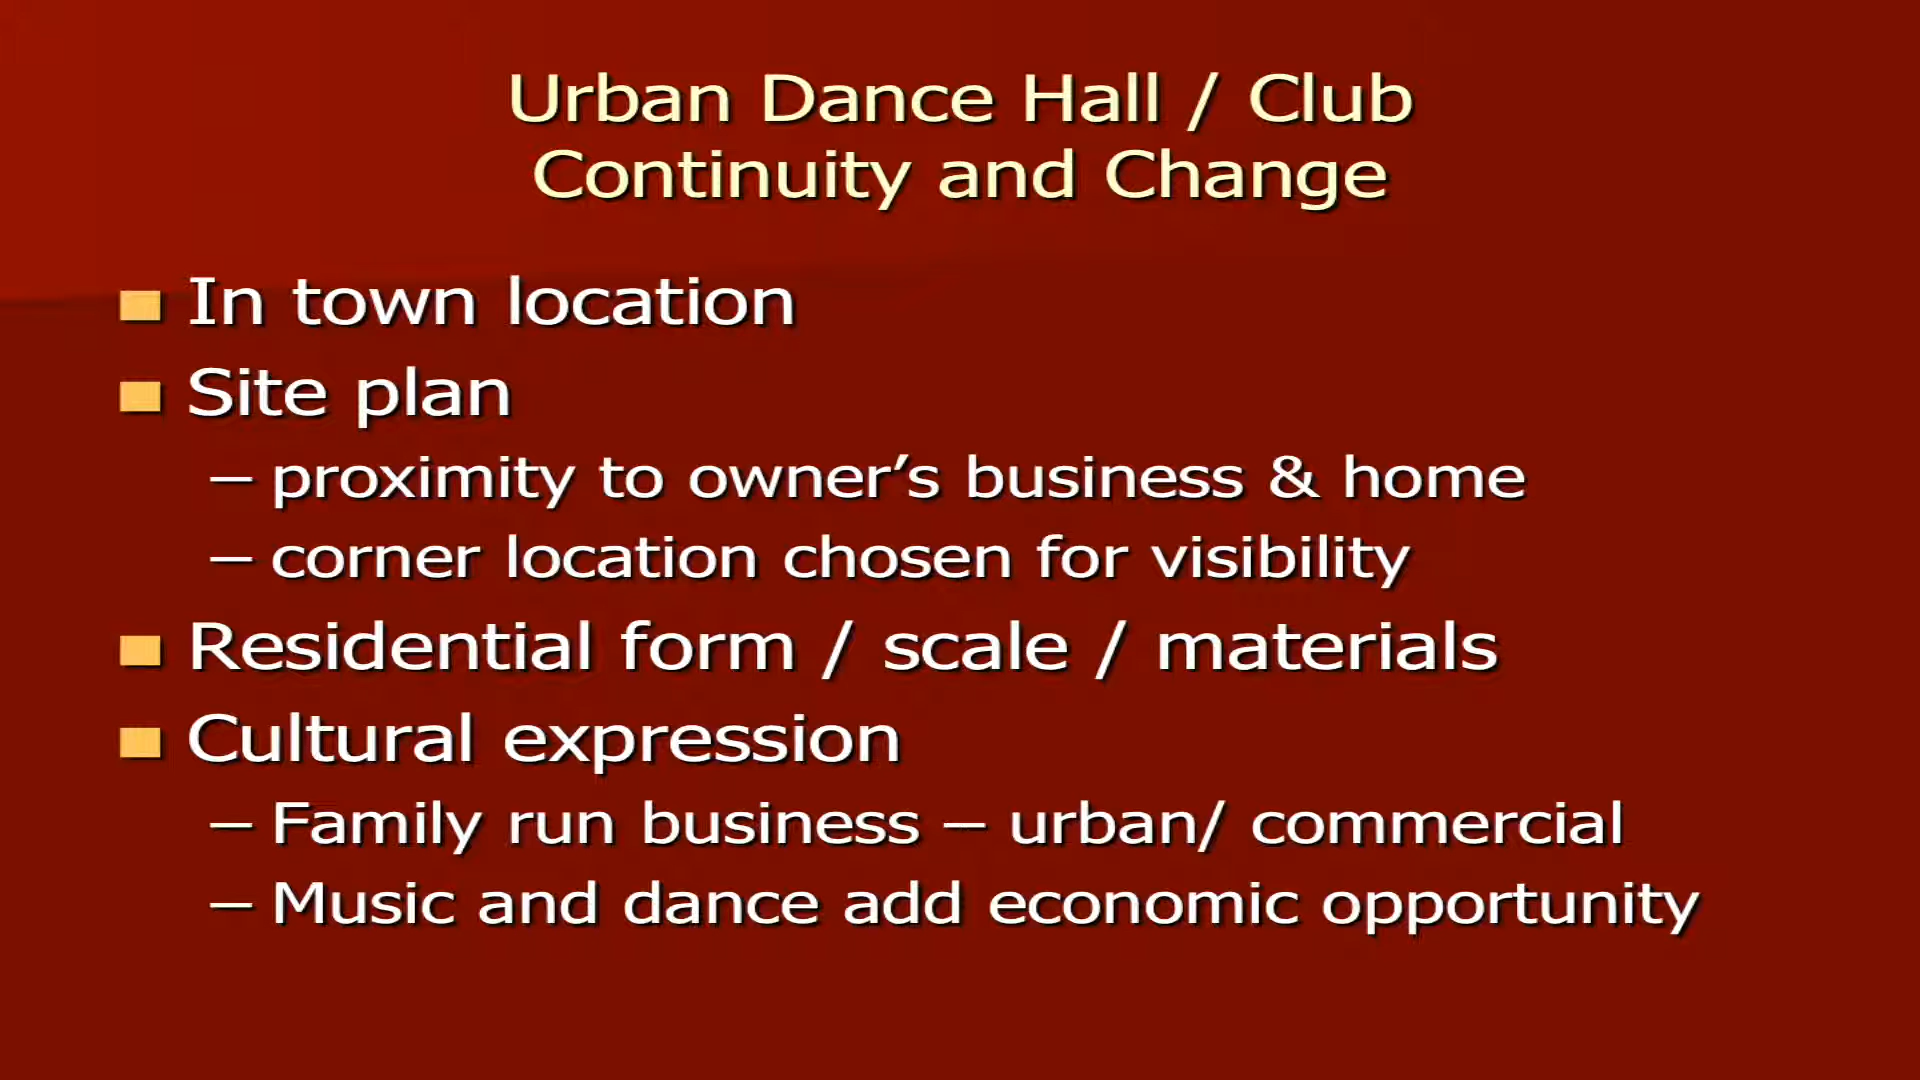 Urban Dance Hall / Club
Continuity and Change
In town location
Site plan
– proximity to owner’s business & home
– corner location chosen for visibility
Residential form / scale / materials
Cultural expression
– Family run business – urban/ commercial
– Music and dance add economic opportunity